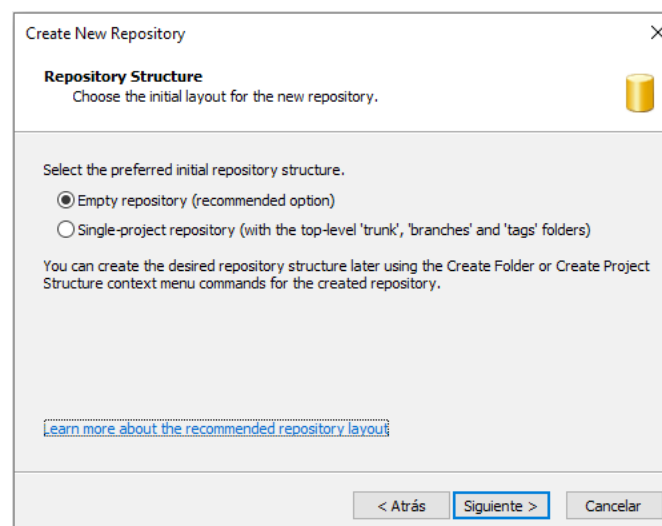 Create New Repository
Repository Structure
Choose the initial layout for the new repository.
Select the preferred initial repository structure.
Empty repository (recommended option)
Single-project repository (with the top-level 'trunk', 'branches' and 'tags' folders)
You can create the desired repository structure later using the Create Folder or Create Project
Structure context menu commands for the created repository.
Learn more about the recommended repository layout
< Atrás
Siguiente >
Cancelar